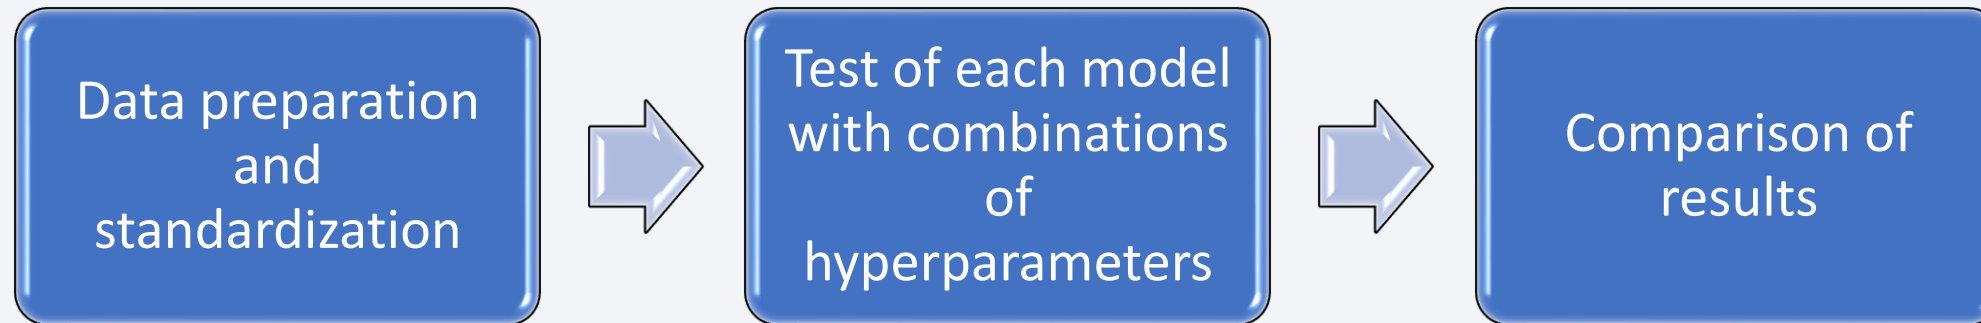 Data preparation
and
standardization
Test of each model
with combinations
of
hyperparameters
Comparison of
results